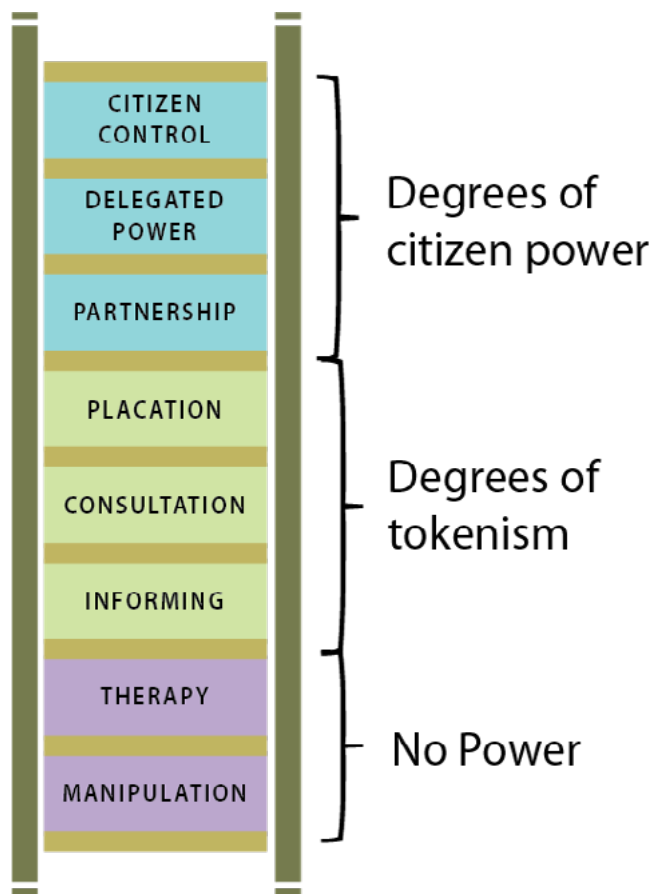 CITIZEN
CONTROL
DELEGATED
POWER
PARTNERSHIP
Degrees of
citizen power
PLACATION
CONSULTATION
INFORMING
Degrees of
tokenism
THERAPY
MANIPULATION
No Power